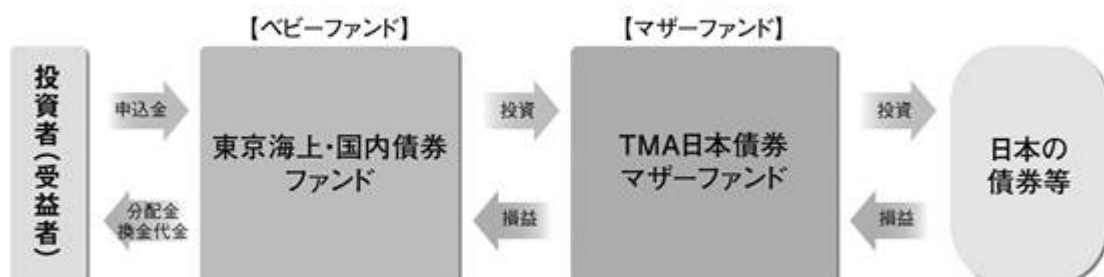 【ベビーファンド】
【マザーファンド】
投資者(受益者)
申込金
分配金
換金代金
東京海上・国内債券
ファンド
投資
損益
TMA日本債券
マザーファンド
投資
損益
日本の
債券等